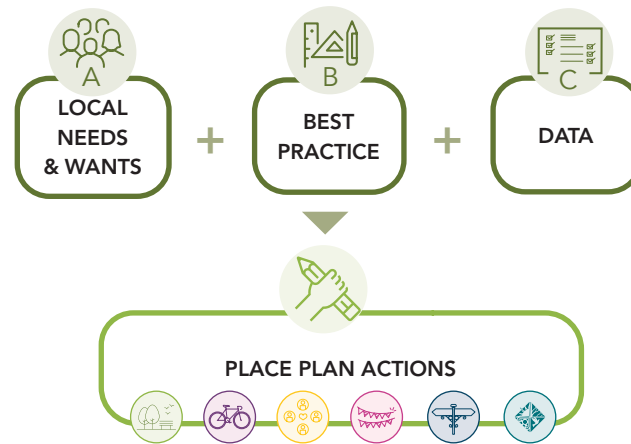 A
LOCAL
NEEDS
& WANTS
+
B
BEST
PRACTICE
+
C
DATA
PLACE PLAN ACTIONS